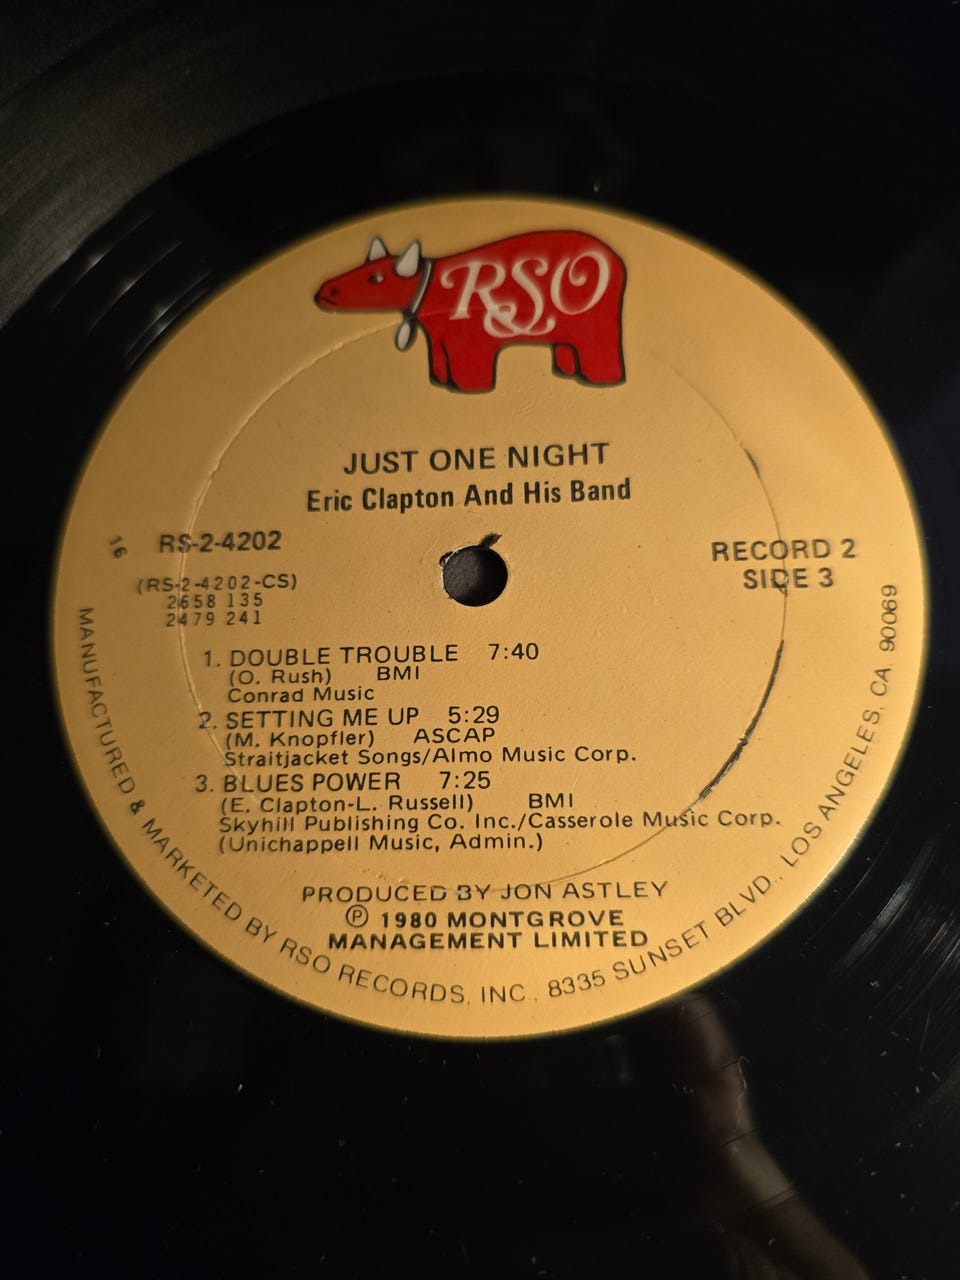 RSO
JUST ONE NIGHT
Eric Clapton And His Band
16
RS-2-4202
(RS-2-4202-CS)
2658 135
2479 241
RECORD 2
SIDE 3
1. DOUBLE TROUBLE 7:40
(O. Rush) BMI
Conrad Music
2. SETTING ME UP 5:29
(M. Knopfler) ASCAP
Straitjacket Songs/Almo Music Corp.
3. BLUES POWER 7:25
(E. Clapton-L. Russell) BMI
Skyhill Publishing Co. Inc./Casserole Music Corp.
(Unichappell Music, Admin.)
PRODUCED BY JON ASTLEY
Ⓟ 1980 MONTGROVE
MANAGEMENT LIMITED
MANUFACTURED & MARKETED BY RSO RECORDS, INC., 8335 SUNSET BLVD., LOS ANGELES, CA. 90069